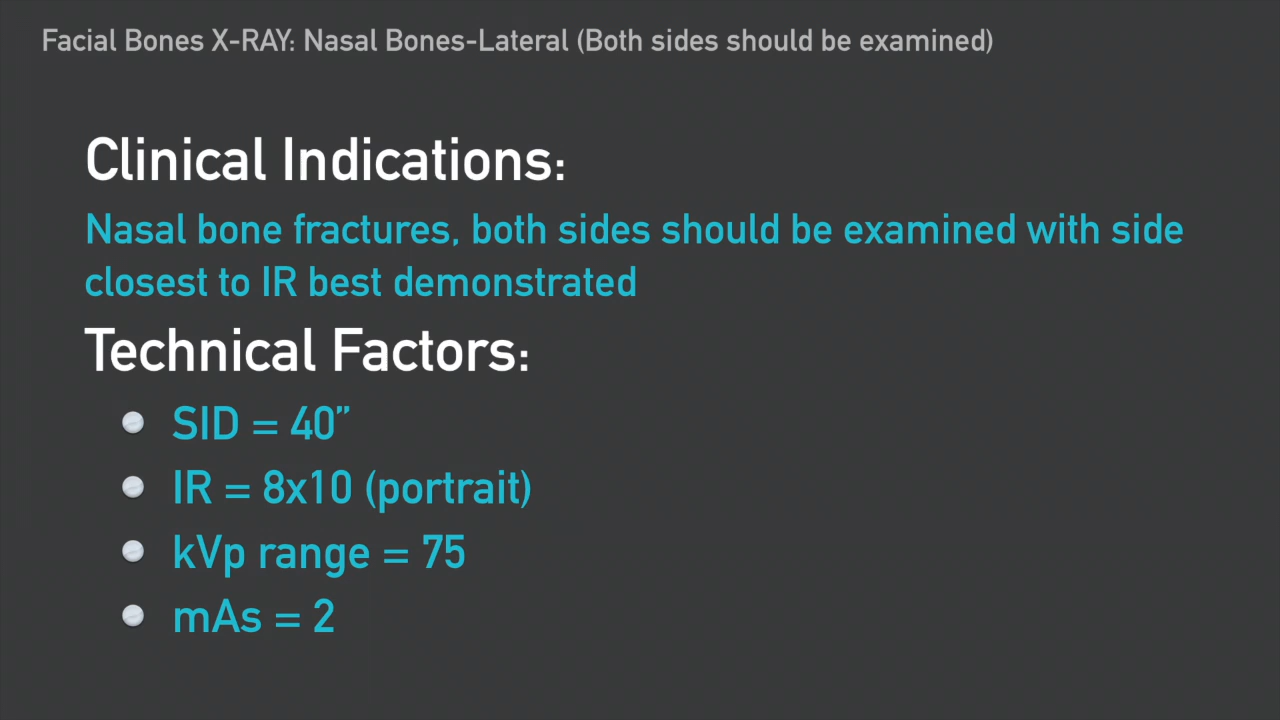 Facial Bones X-RAY: Nasal Bones-Lateral (Both sides should be examined)
Clinical Indications:
Nasal bone fractures, both sides should be examined with side
closest to IR best demonstrated
Technical Factors:
SID = 40”
IR = 8x10 (portrait)
kVp range = 75
mAs = 2